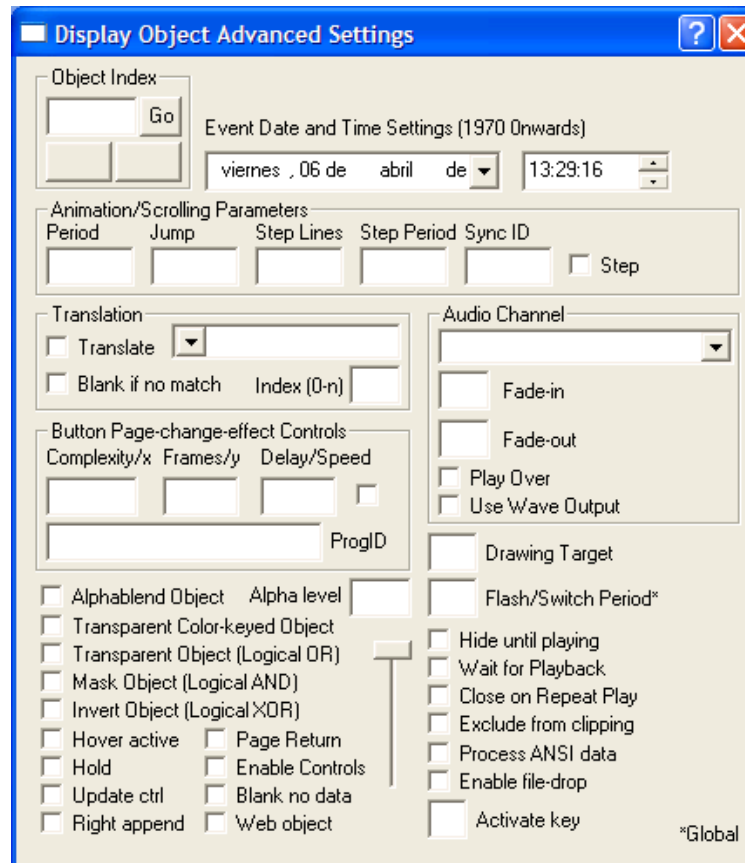 Display Object Advanced Settings
Object Index
Go
Event Date and Time Settings (1970 Onwards)
viernes , 06 de abril de
13:29:16
Animation/Scrolling Parameters
Period Jump Step Lines Step Period Sync ID
Step
Translation
Translate
Blank if no match Index (0-n)
Audio Channel
Fade-in
Fade-out
Play Over
Use Wave Output
Button Page-change-effect Controls
Complexity/x Frames/y Delay/Speed
ProgID
Drawing Target
Flash/Switch Period*
Alphablend Object Alpha level
Transparent Color-keyed Object
Transparent Object (Logical OR)
Mask Object (Logical AND)
Invert Object (Logical XOR)
Hover active Page Return
Hold Enable Controls
Update ctrl Blank no data
Right append Web object
Hide until playing
Wait for Playback
Close on Repeat Play
Exclude from clipping
Process ANSI data
Enable file-drop
Activate key
*Global